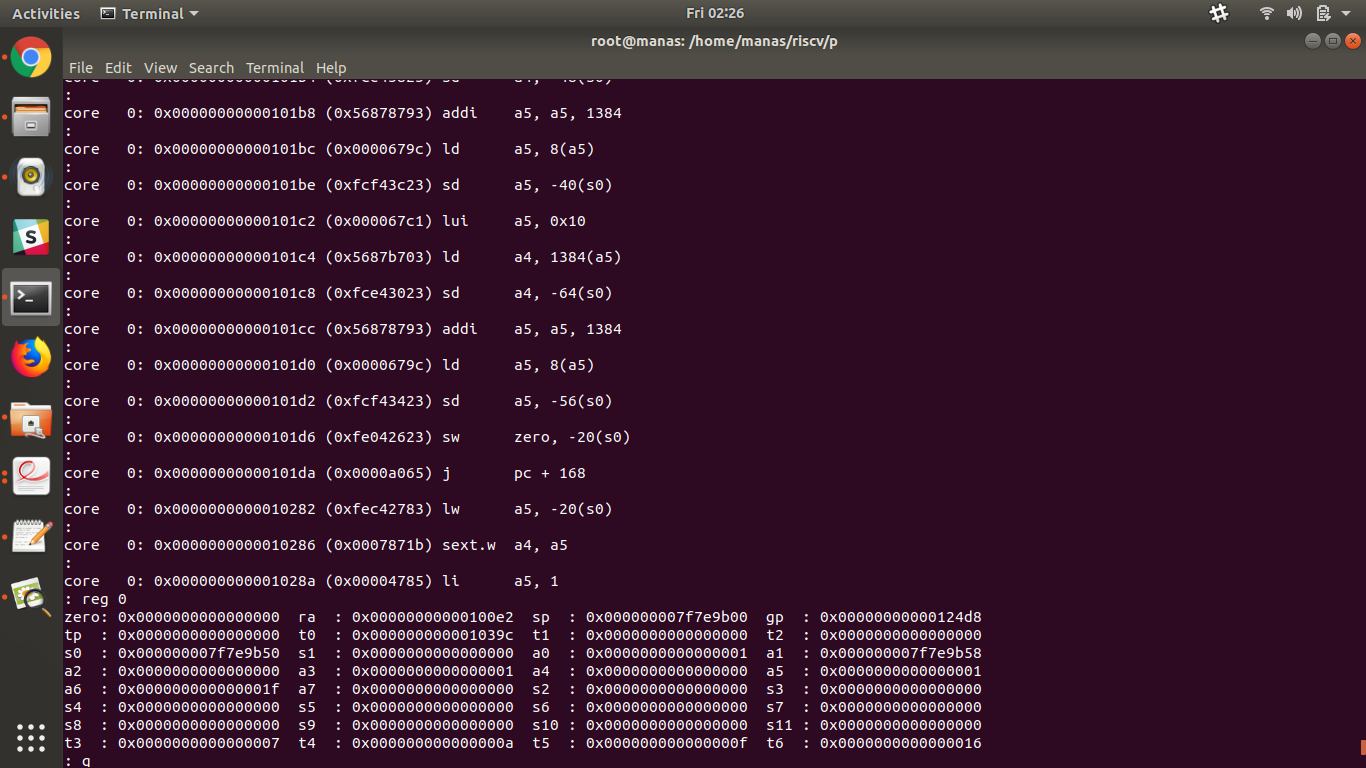 Activities Terminal Fri 02:26
root@manas: /home/manas/riscv/p
File Edit View Search Terminal Help
:
core   0: 0x00000000000101b8 (0x56878793) addi    a5, a5, 1384
:
core   0: 0x00000000000101bc (0x0000679c) ld      a5, 8(a5)
:
core   0: 0x00000000000101be (0xfcf43c23) sd      a5, -40(s0)
:
core   0: 0x00000000000101c2 (0x000067c1) lui     a5, 0x10
:
core   0: 0x00000000000101c4 (0x5687b703) ld      a4, 1384(a5)
:
core   0: 0x00000000000101c8 (0xfce43023) sd      a4, -64(s0)
:
core   0: 0x00000000000101cc (0x56878793) addi    a5, a5, 1384
:
core   0: 0x00000000000101d0 (0x0000679c) ld      a5, 8(a5)
:
core   0: 0x00000000000101d2 (0xfcf43423) sd      a5, -56(s0)
:
core   0: 0x00000000000101d6 (0xfe042623) sw      zero, -20(s0)
:
core   0: 0x00000000000101da (0x0000a065) j       pc + 168
:
core   0: 0x0000000000010282 (0xfec42783) lw      a5, -20(s0)
:
core   0: 0x0000000000010286 (0x0007871b) sext.w  a4, a5
:
core   0: 0x000000000001028a (0x00004785) li      a5, 1
: reg 0
zero: 0x0000000000000000  ra  : 0x00000000000100e2  sp  : 0x000000007f7e9b00  gp  : 0x00000000000124d8
tp  : 0x0000000000000000  t0  : 0x000000000001039c  t1  : 0x0000000000000000  t2  : 0x0000000000000000
s0  : 0x000000007f7e9b50  s1  : 0x0000000000000000  a0  : 0x0000000000000001  a1  : 0x000000007f7e9b58
a2  : 0x0000000000000000  a3  : 0x0000000000000001  a4  : 0x0000000000000000  a5  : 0x0000000000000001
a6  : 0x000000000000001f  a7  : 0x0000000000000000  s2  : 0x0000000000000000  s3  : 0x0000000000000000
s4  : 0x0000000000000000  s5  : 0x0000000000000000  s6  : 0x0000000000000000  s7  : 0x0000000000000000
s8  : 0x0000000000000000  s9  : 0x0000000000000000  s10 : 0x0000000000000000  s11 : 0x0000000000000000
t3  : 0x0000000000000007  t4  : 0x000000000000000a  t5  : 0x000000000000000f  t6  : 0x0000000000000016
: q